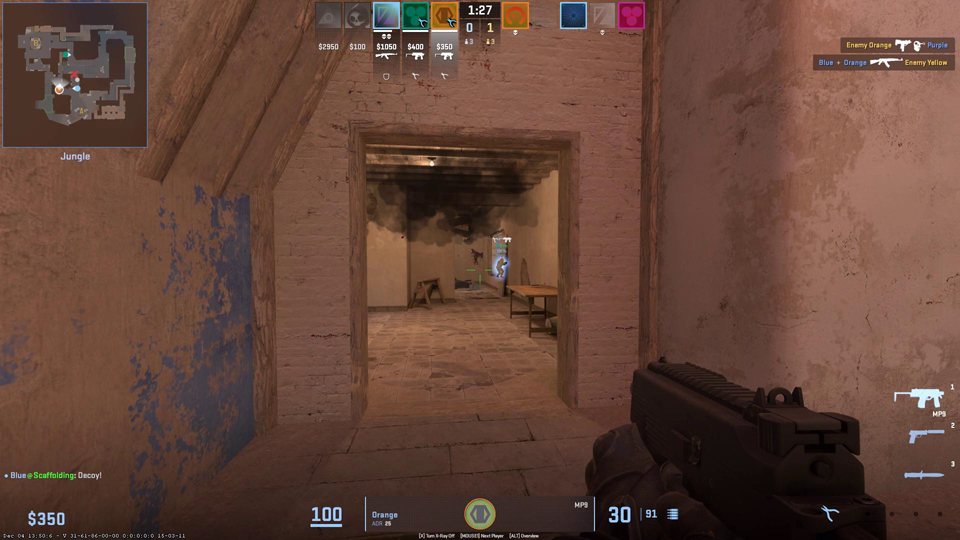 1:27
0 1
3 3
$2950 $100 $1050 $400 $350
Enemy Orange Purple
Blue + Orange Enemy Yellow
Jungle
1
MP9
2
3
Blue @ Scaffolding: Decoy!
$350
100
Orange
ADR 25
MP9
30 91
[X] Turn X-Ray Off [MOUSE1] Next Player [ALT] Overview